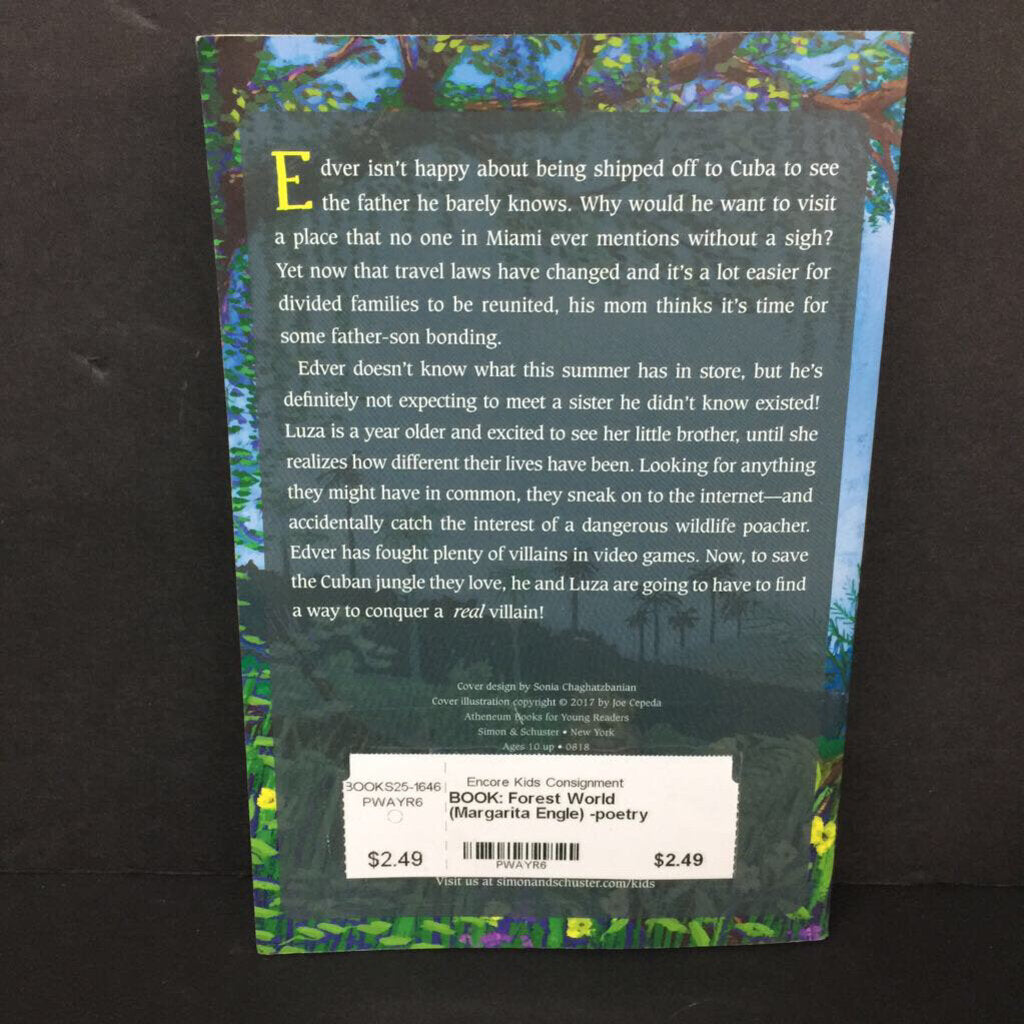 Edver isn't happy about being shipped off to Cuba to see
the father he barely knows. Why would he want to visit
a place that no one in Miami ever mentions without a sigh?
Yet now that travel laws have changed and it's a lot easier for
divided families to be reunited, his mom thinks it's time for
some father-son bonding.
Edver doesn't know what this summer has in store, but he's
definitely not expecting to meet a sister he didn't know existed!
Luza is a year older and excited to see her little brother, until she
realizes how different their lives have been. Looking for anything
they might have in common, they sneak on to the internet—and
accidentally catch the interest of a dangerous wildlife poacher.
Edver has fought plenty of villains in video games. Now, to save
the Cuban jungle they love, he and Luza are going to have to find
a way to conquer a real villain!
Cover design by Sonia Chaghatzbanian
Cover illustration copyright © 2017 by Joe Cepeda
Atheneum Books for Young Readers
Simon & Schuster • New York
Ages 10 up • 0818
BOOKS25-1646
PWAYR6
$2.49
Encore Kids Consignment
BOOK: Forest World
(Margarita Engle) -poetry
PWAYR6
$2.49
Visit us at simonandschuster.com/kids